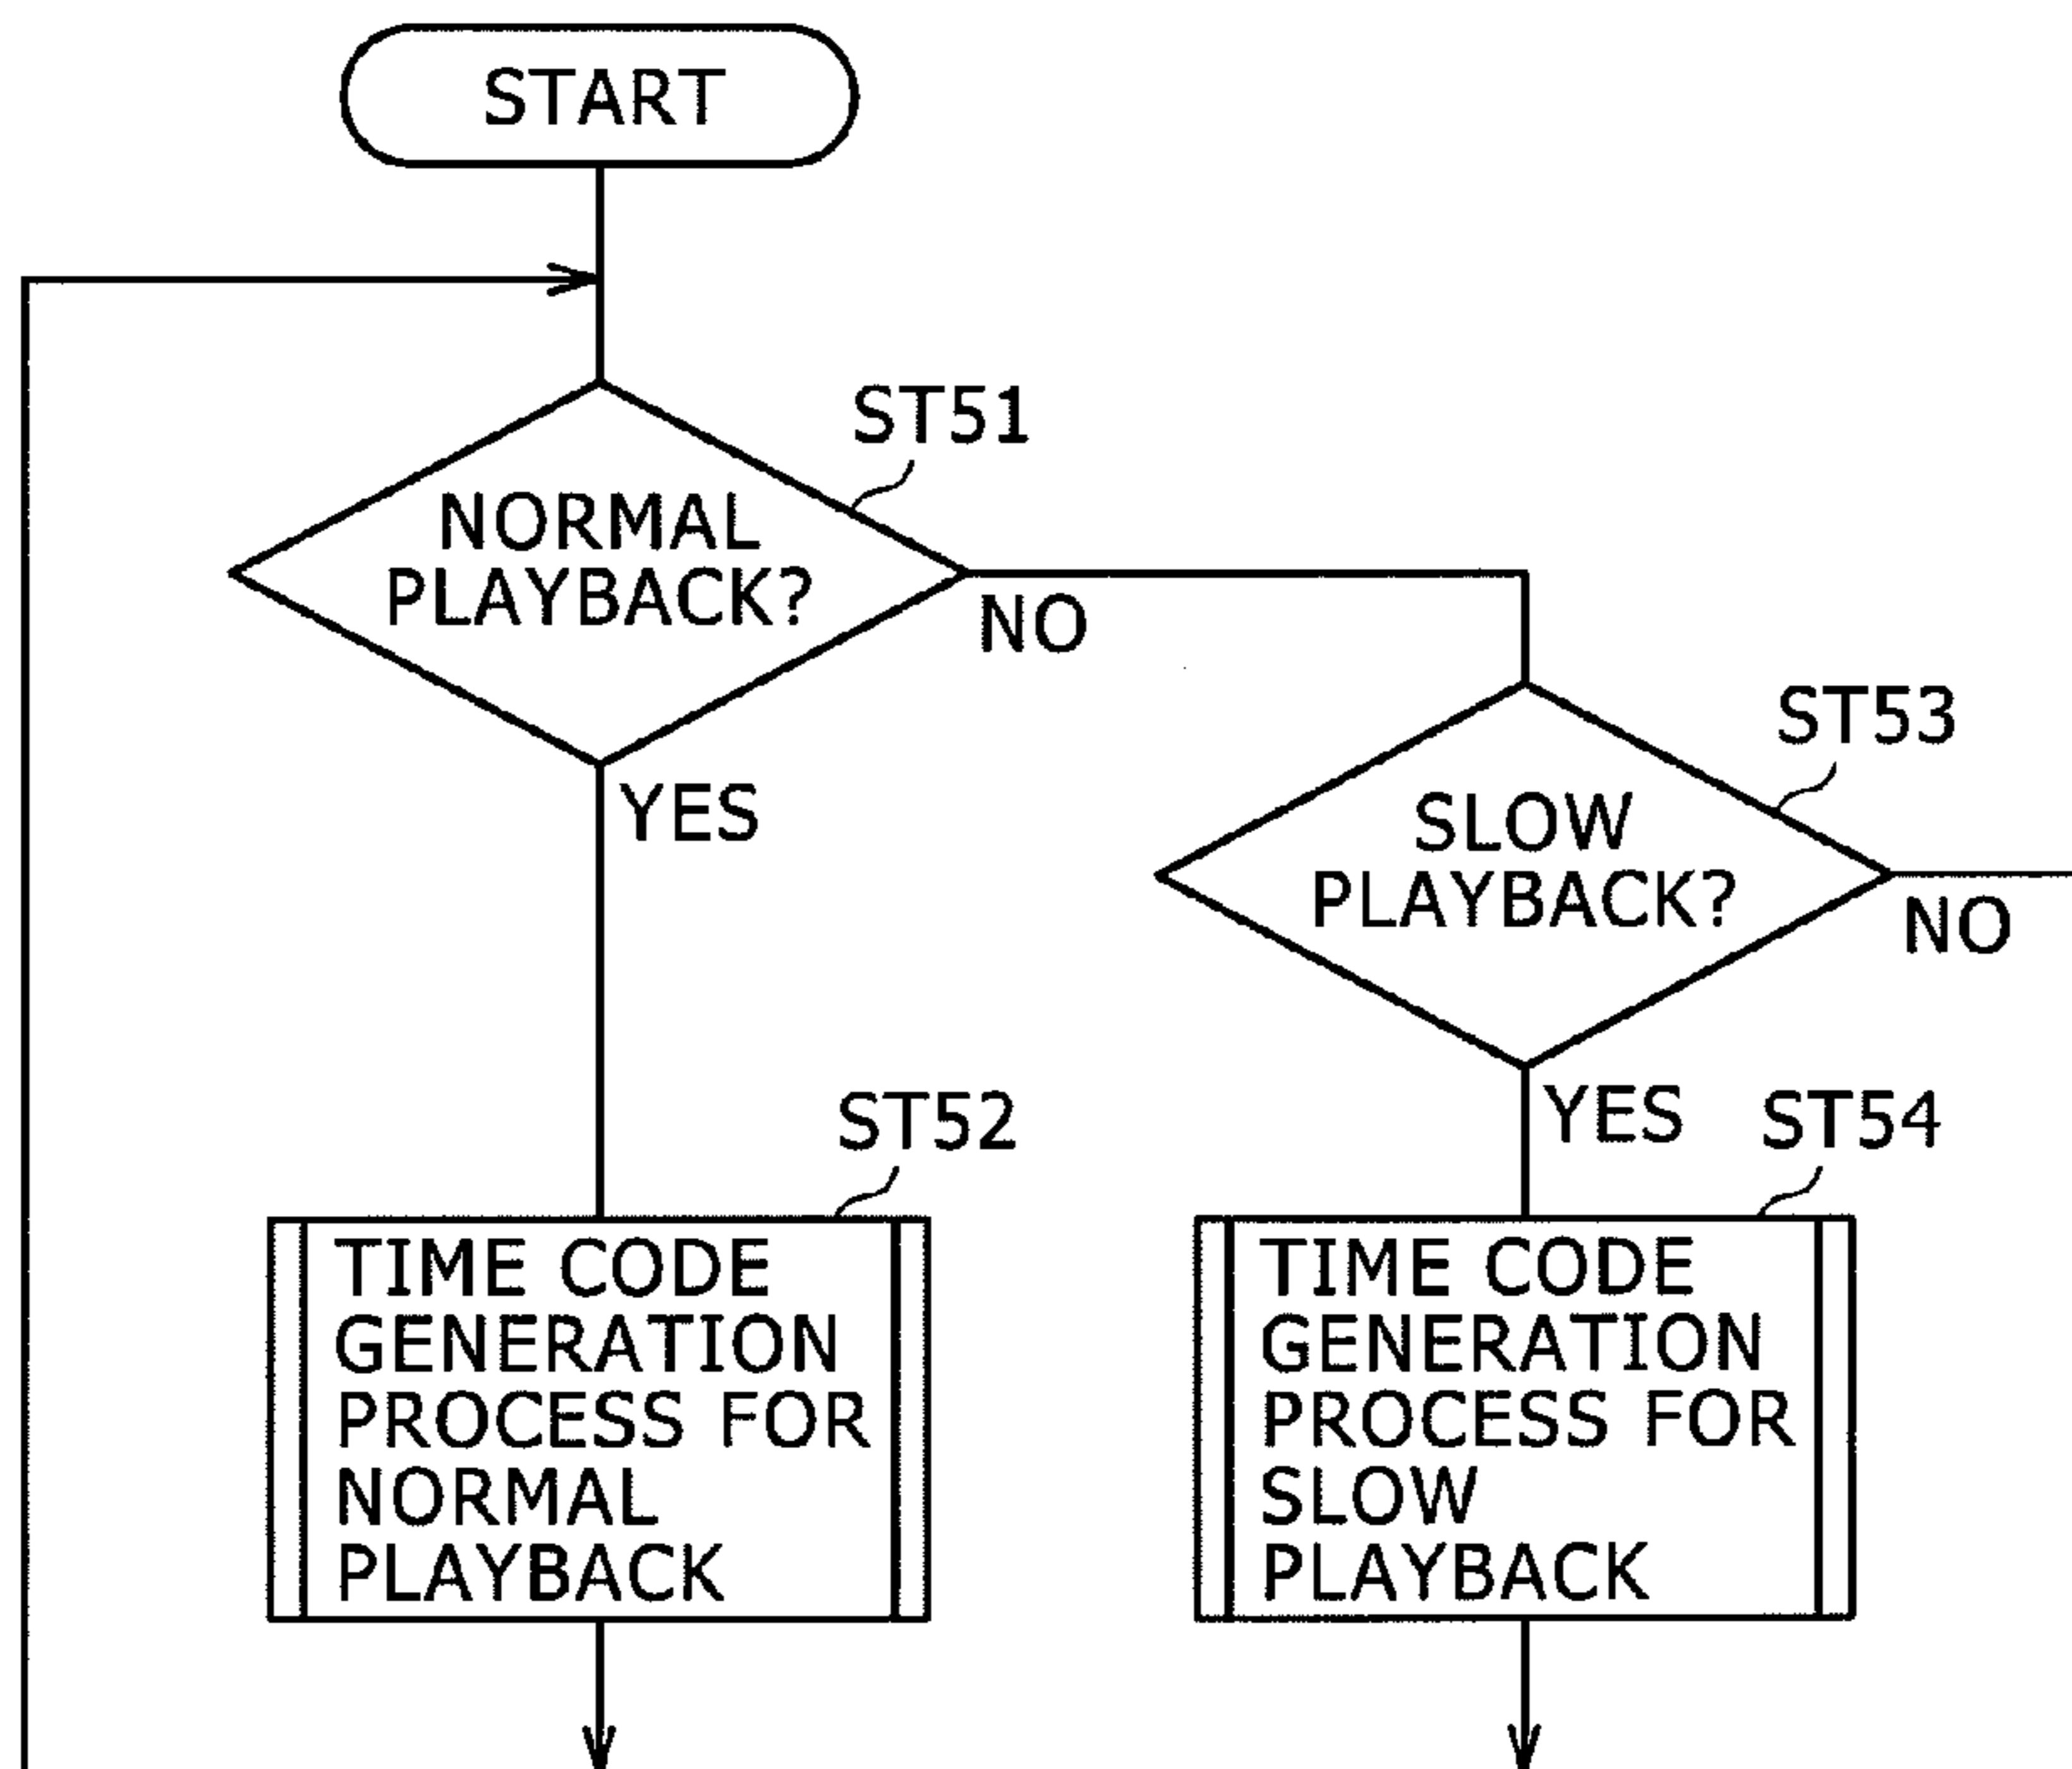 START
ST51
NORMAL
PLAYBACK?
NO
YES
ST53
SLOW
PLAYBACK?
NO
YES
ST52
TIME CODE
GENERATION
PROCESS FOR
NORMAL
PLAYBACK
ST54
TIME CODE
GENERATION
PROCESS FOR
SLOW
PLAYBACK